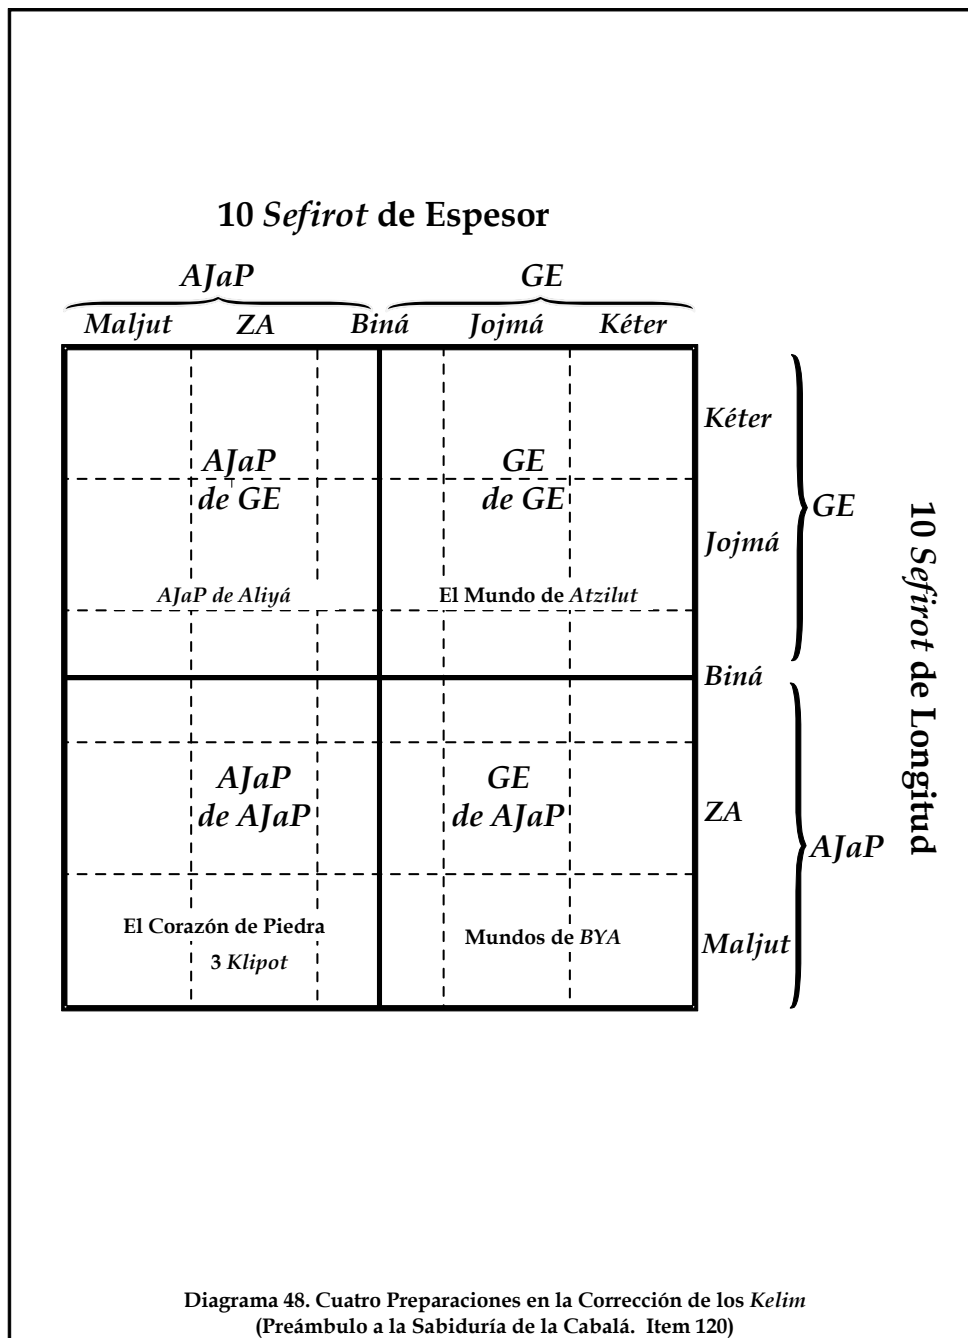 10 Sefirot de Espesor
AJaP GE
Maljut ZA Biná Jojmá Kéter
Kéter
AJaP
de GE
GE
de GE
GE
Jojmá
AJaP de Aliyá
El Mundo de Atzilut
Biná
10 Sefirot de Longitud
AJaP
de AJaP
GE
de AJaP
ZA
AJaP
El Corazón de Piedra
3 Klipot
Mundos de BYA
Maljut
Diagrama 48. Cuatro Preparaciones en la Corrección de los Kelim
(Preámbulo a la Sabiduría de la Cabalá. Item 120)